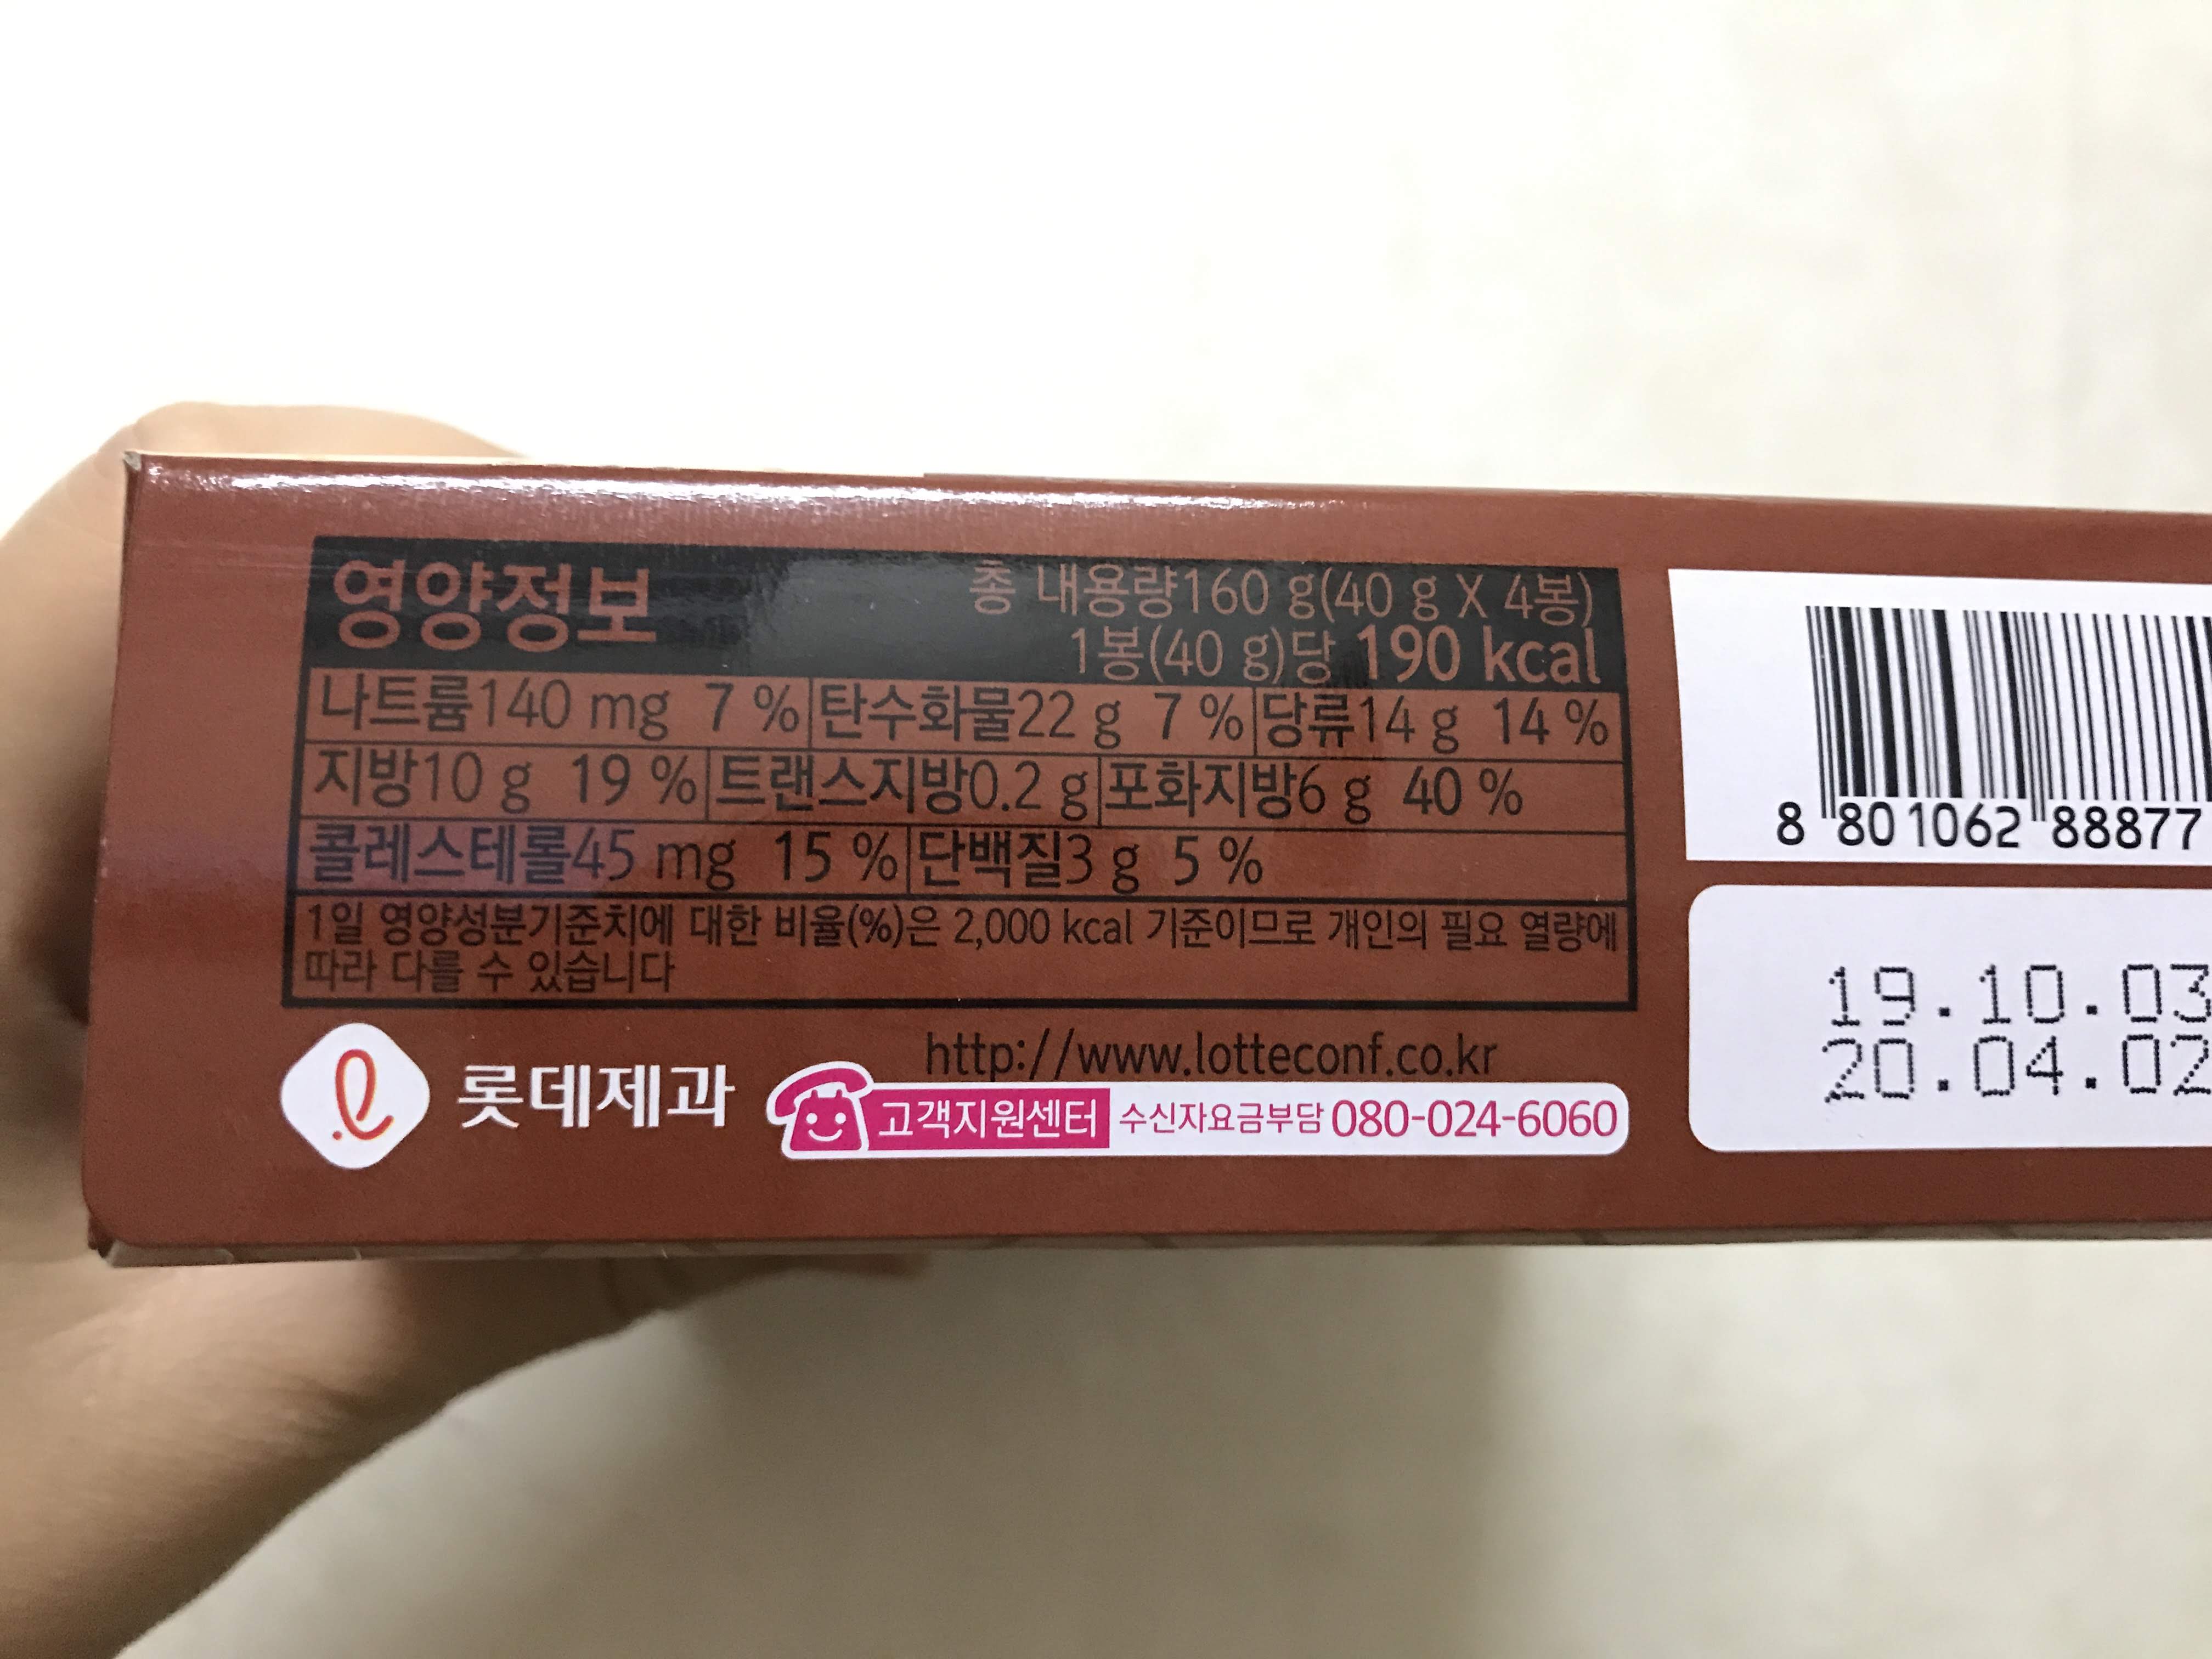 영양정보
총 내용량160 g(40 g X 4봉)
1봉(40 g)당 190 kcal
나트륨140 mg 7 % 탄수화물22 g 7 % 당류14 g 14 %
지방10 g 19 % 트랜스지방0.2 g 포화지방6 g 40 %
콜레스테롤45 mg 15 % 단백질3 g 5 %
1일 영양성분기준치에 대한 비율(%)은 2,000 kcal 기준이므로 개인의 필요 열량에
따라 다를 수 있습니다
http://www.lotteconf.co.kr
롯데제과
고객지원센터 수신자요금부담 080-024-6060
8 801062 88877
19.10.03
20.04.02